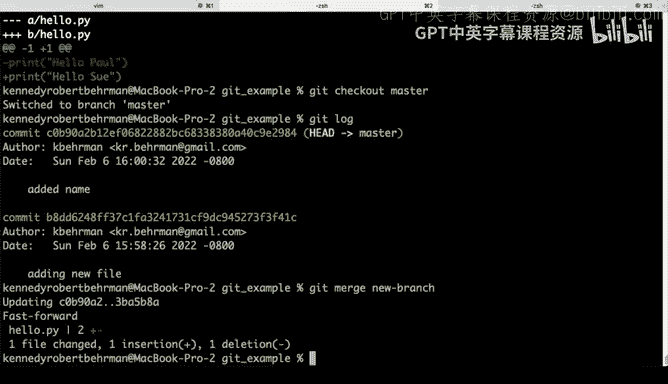 vim ⌘1 -zsh ⌘2 -zsh ⌘3
GPT中英字幕课程资源@bilibili.com
GPT中英字幕课程资源 bilibili
--- a/hello.py
+++ b/hello.py
@@ -1 +1 @@
-print("Hello Paul")
+print("Hello Sue")
kennedyrobertbehrman@MacBook-Pro-2 git_example % git checkout master
Switched to branch 'master'
kennedyrobertbehrman@MacBook-Pro-2 git_example % git log
commit c0b90a2b12ef06822882bc68338380a40c9e2984 (HEAD -> master)
Author: kbehrman <kr.behrman@gmail.com>
Date: Sun Feb 6 16:00:32 2022 -0800
added name
commit b8dd6248ff37c1fa3241731cf9dc945273f3f41c
Author: kbehrman <kr.behrman@gmail.com>
Date: Sun Feb 6 15:58:26 2022 -0800
adding new file
kennedyrobertbehrman@MacBook-Pro-2 git_example % git merge new-branch
Updating c0b90a2..3ba5b8a
Fast-forward
hello.py | 2 +-
1 file changed, 1 insertion(+), 1 deletion(-)
kennedyrobertbehrman@MacBook-Pro-2 git_example %